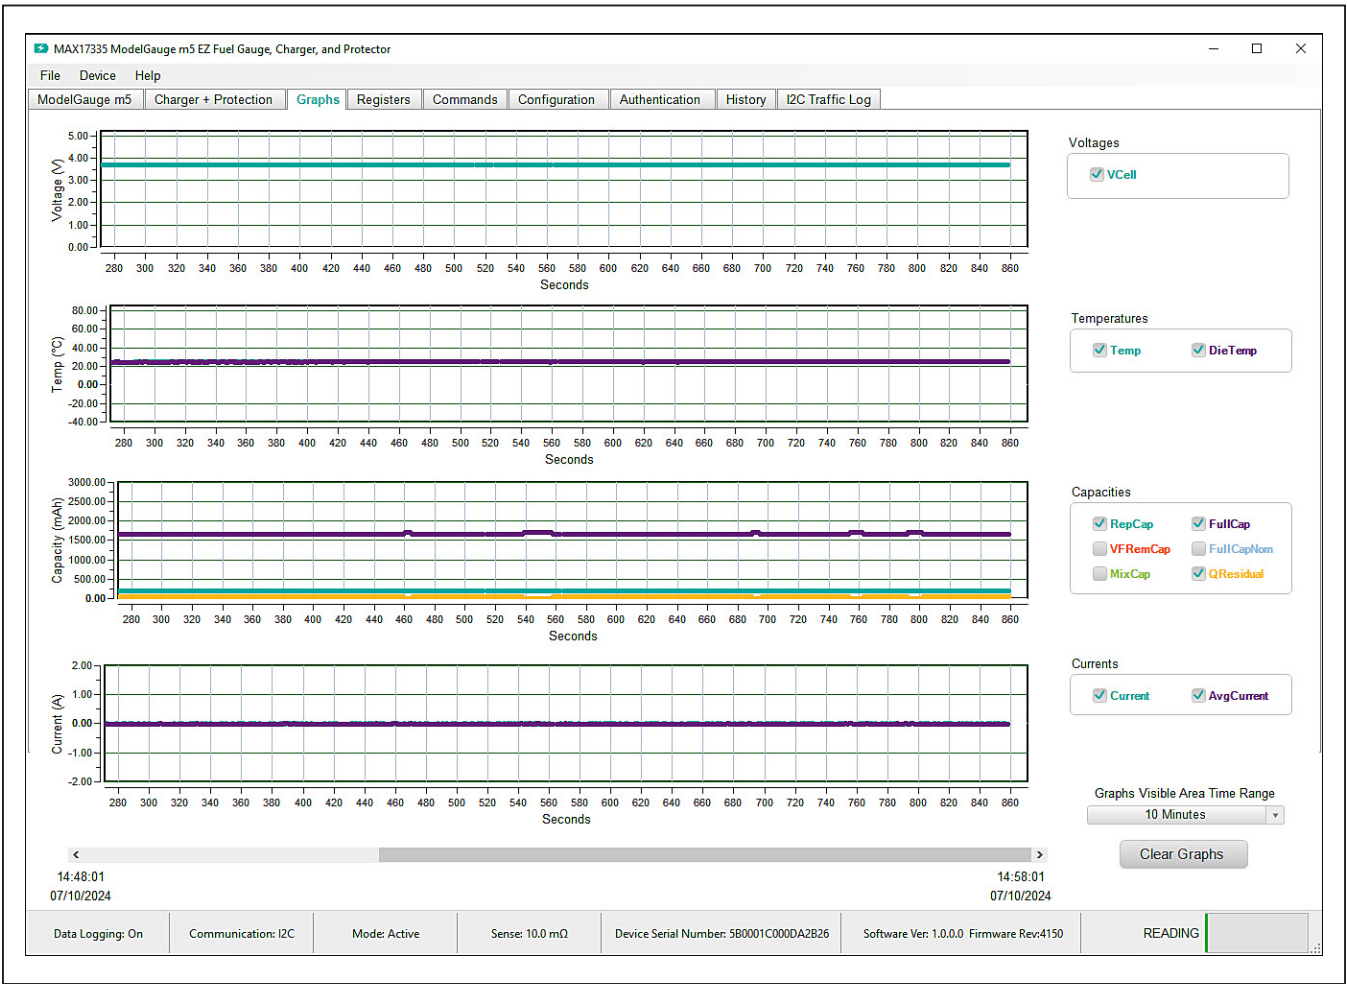 MAX17335 ModelGauge m5 EZ Fuel Gauge, Charger, and Protector
File Device Help
ModelGauge m5 Charger + Protection Graphs Registers Commands Configuration Authentication History I2C Traffic Log
Voltage (V)
5.00
4.00
3.00
2.00
1.00
0.00
280 300 320 340 360 380 400 420 440 460 480 500 520 540 560 580 600 620 640 660 680 700 720 740 760 780 800 820 840 860
Seconds
Voltages
VCell
Temp (°C)
80.00
60.00
40.00
20.00
0.00
-20.00
-40.00
280 300 320 340 360 380 400 420 440 460 480 500 520 540 560 580 600 620 640 660 680 700 720 740 760 780 800 820 840 860
Seconds
Temperatures
Temp DieTemp
Capacity (mAh)
3000.00
2500.00
2000.00
1500.00
1000.00
500.00
0.00
280 300 320 340 360 380 400 420 440 460 480 500 520 540 560 580 600 620 640 660 680 700 720 740 760 780 800 820 840 860
Seconds
Capacities
RepCap FullCap
VFRemCap FullCapNom
MixCap QResidual
Current (A)
2.00
1.00
0.00
-1.00
-2.00
280 300 320 340 360 380 400 420 440 460 480 500 520 540 560 580 600 620 640 660 680 700 720 740 760 780 800 820 840 860
Seconds
Currents
Current AvgCurrent
Graphs Visible Area Time Range
10 Minutes
Clear Graphs
14:48:01 14:58:01
07/10/2024 07/10/2024
Data Logging: On Communication: I2C Mode: Active Sense: 10.0 mΩ Device Serial Number: 5B0001C000DA2B26 Software Ver: 1.0.0.0 Firmware Rev:4150 READING